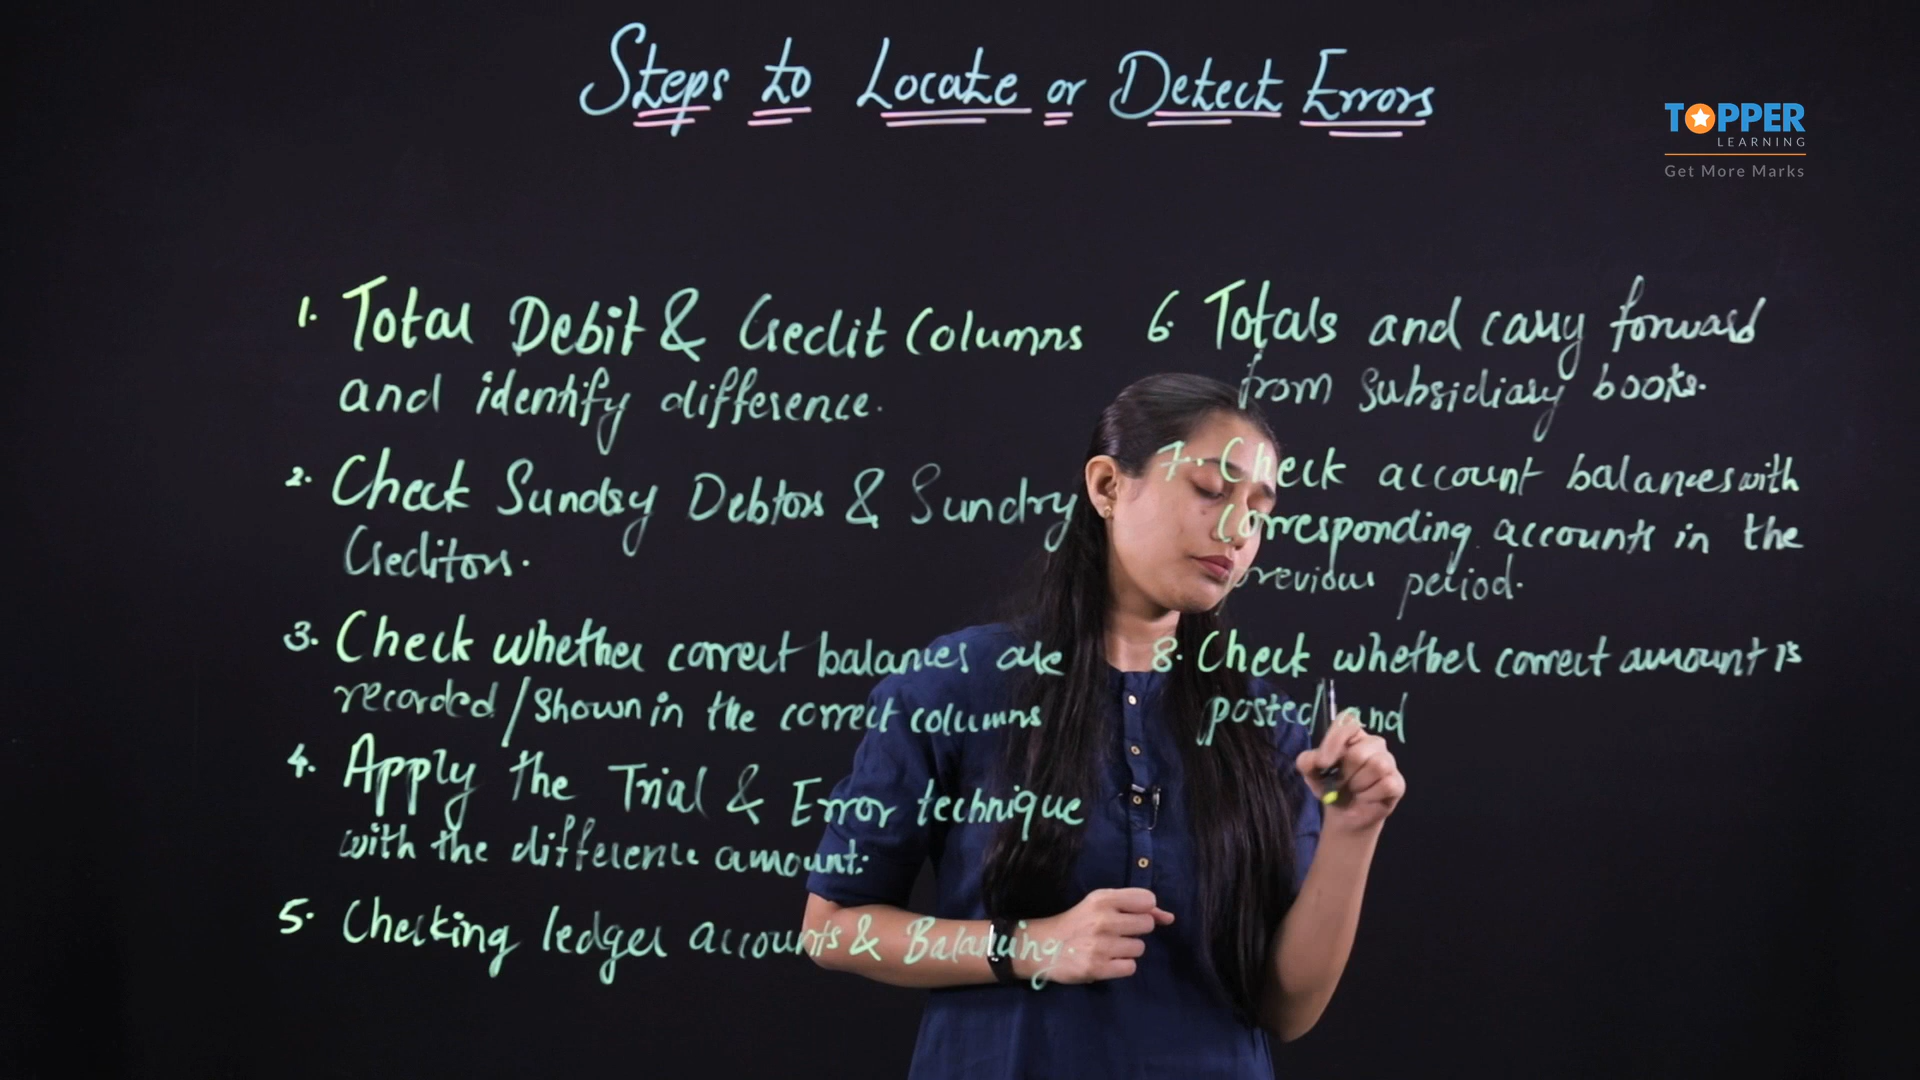 Steps to Locate or Detect Errors
TOPPER
LEARNING
Get More Marks
1. Total Debit & Credit Columns
and identify difference.
2. Check Sundry Debtors & Sundry
Creditors.
3. Check whether correct balances are
recorded/shown in the correct columns
4. Apply the Trial & Error technique
with the difference amount:
5. Checking ledger accounts & Balancing.
6. Totals and carry forward
from subsidiary books.
7. Check account balances with
corresponding accounts in the
previous period.
8. Check whether correct amount is
posted and